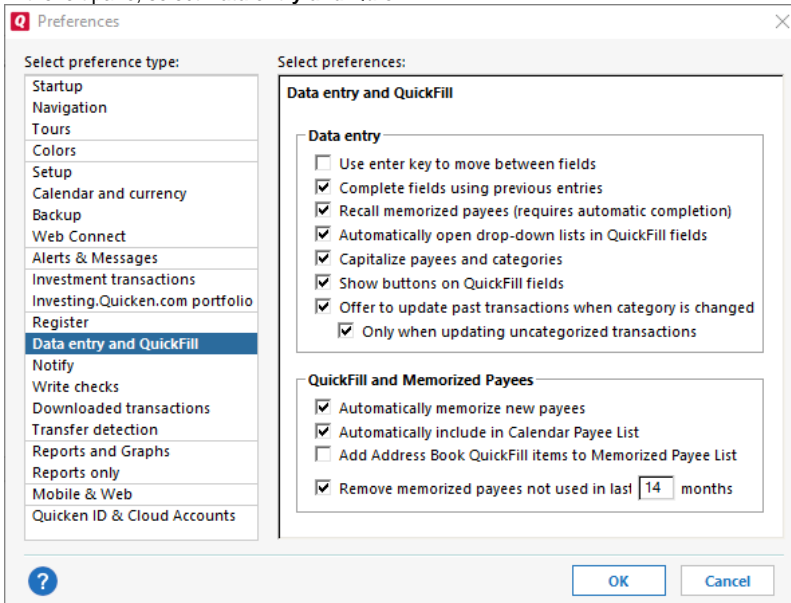 Preferences
Select preference type:
Startup
Navigation
Tours
Colors
Setup
Calendar and currency
Backup
Web Connect
Alerts & Messages
Investment transactions
Investing.Quicken.com portfolio
Register
Data entry and QuickFill
Notify
Write checks
Downloaded transactions
Transfer detection
Reports and Graphs
Reports only
Mobile & Web
Quicken ID & Cloud Accounts
Select preferences:
Data entry and QuickFill
Data entry
Use enter key to move between fields
Complete fields using previous entries
Recall memorized payees (requires automatic completion)
Automatically open drop-down lists in QuickFill fields
Capitalize payees and categories
Show buttons on QuickFill fields
Offer to update past transactions when category is changed
Only when updating uncategorized transactions
QuickFill and Memorized Payees
Automatically memorize new payees
Automatically include in Calendar Payee List
Add Address Book QuickFill items to Memorized Payee List
Remove memorized payees not used in last 14 months
?
OK
Cancel